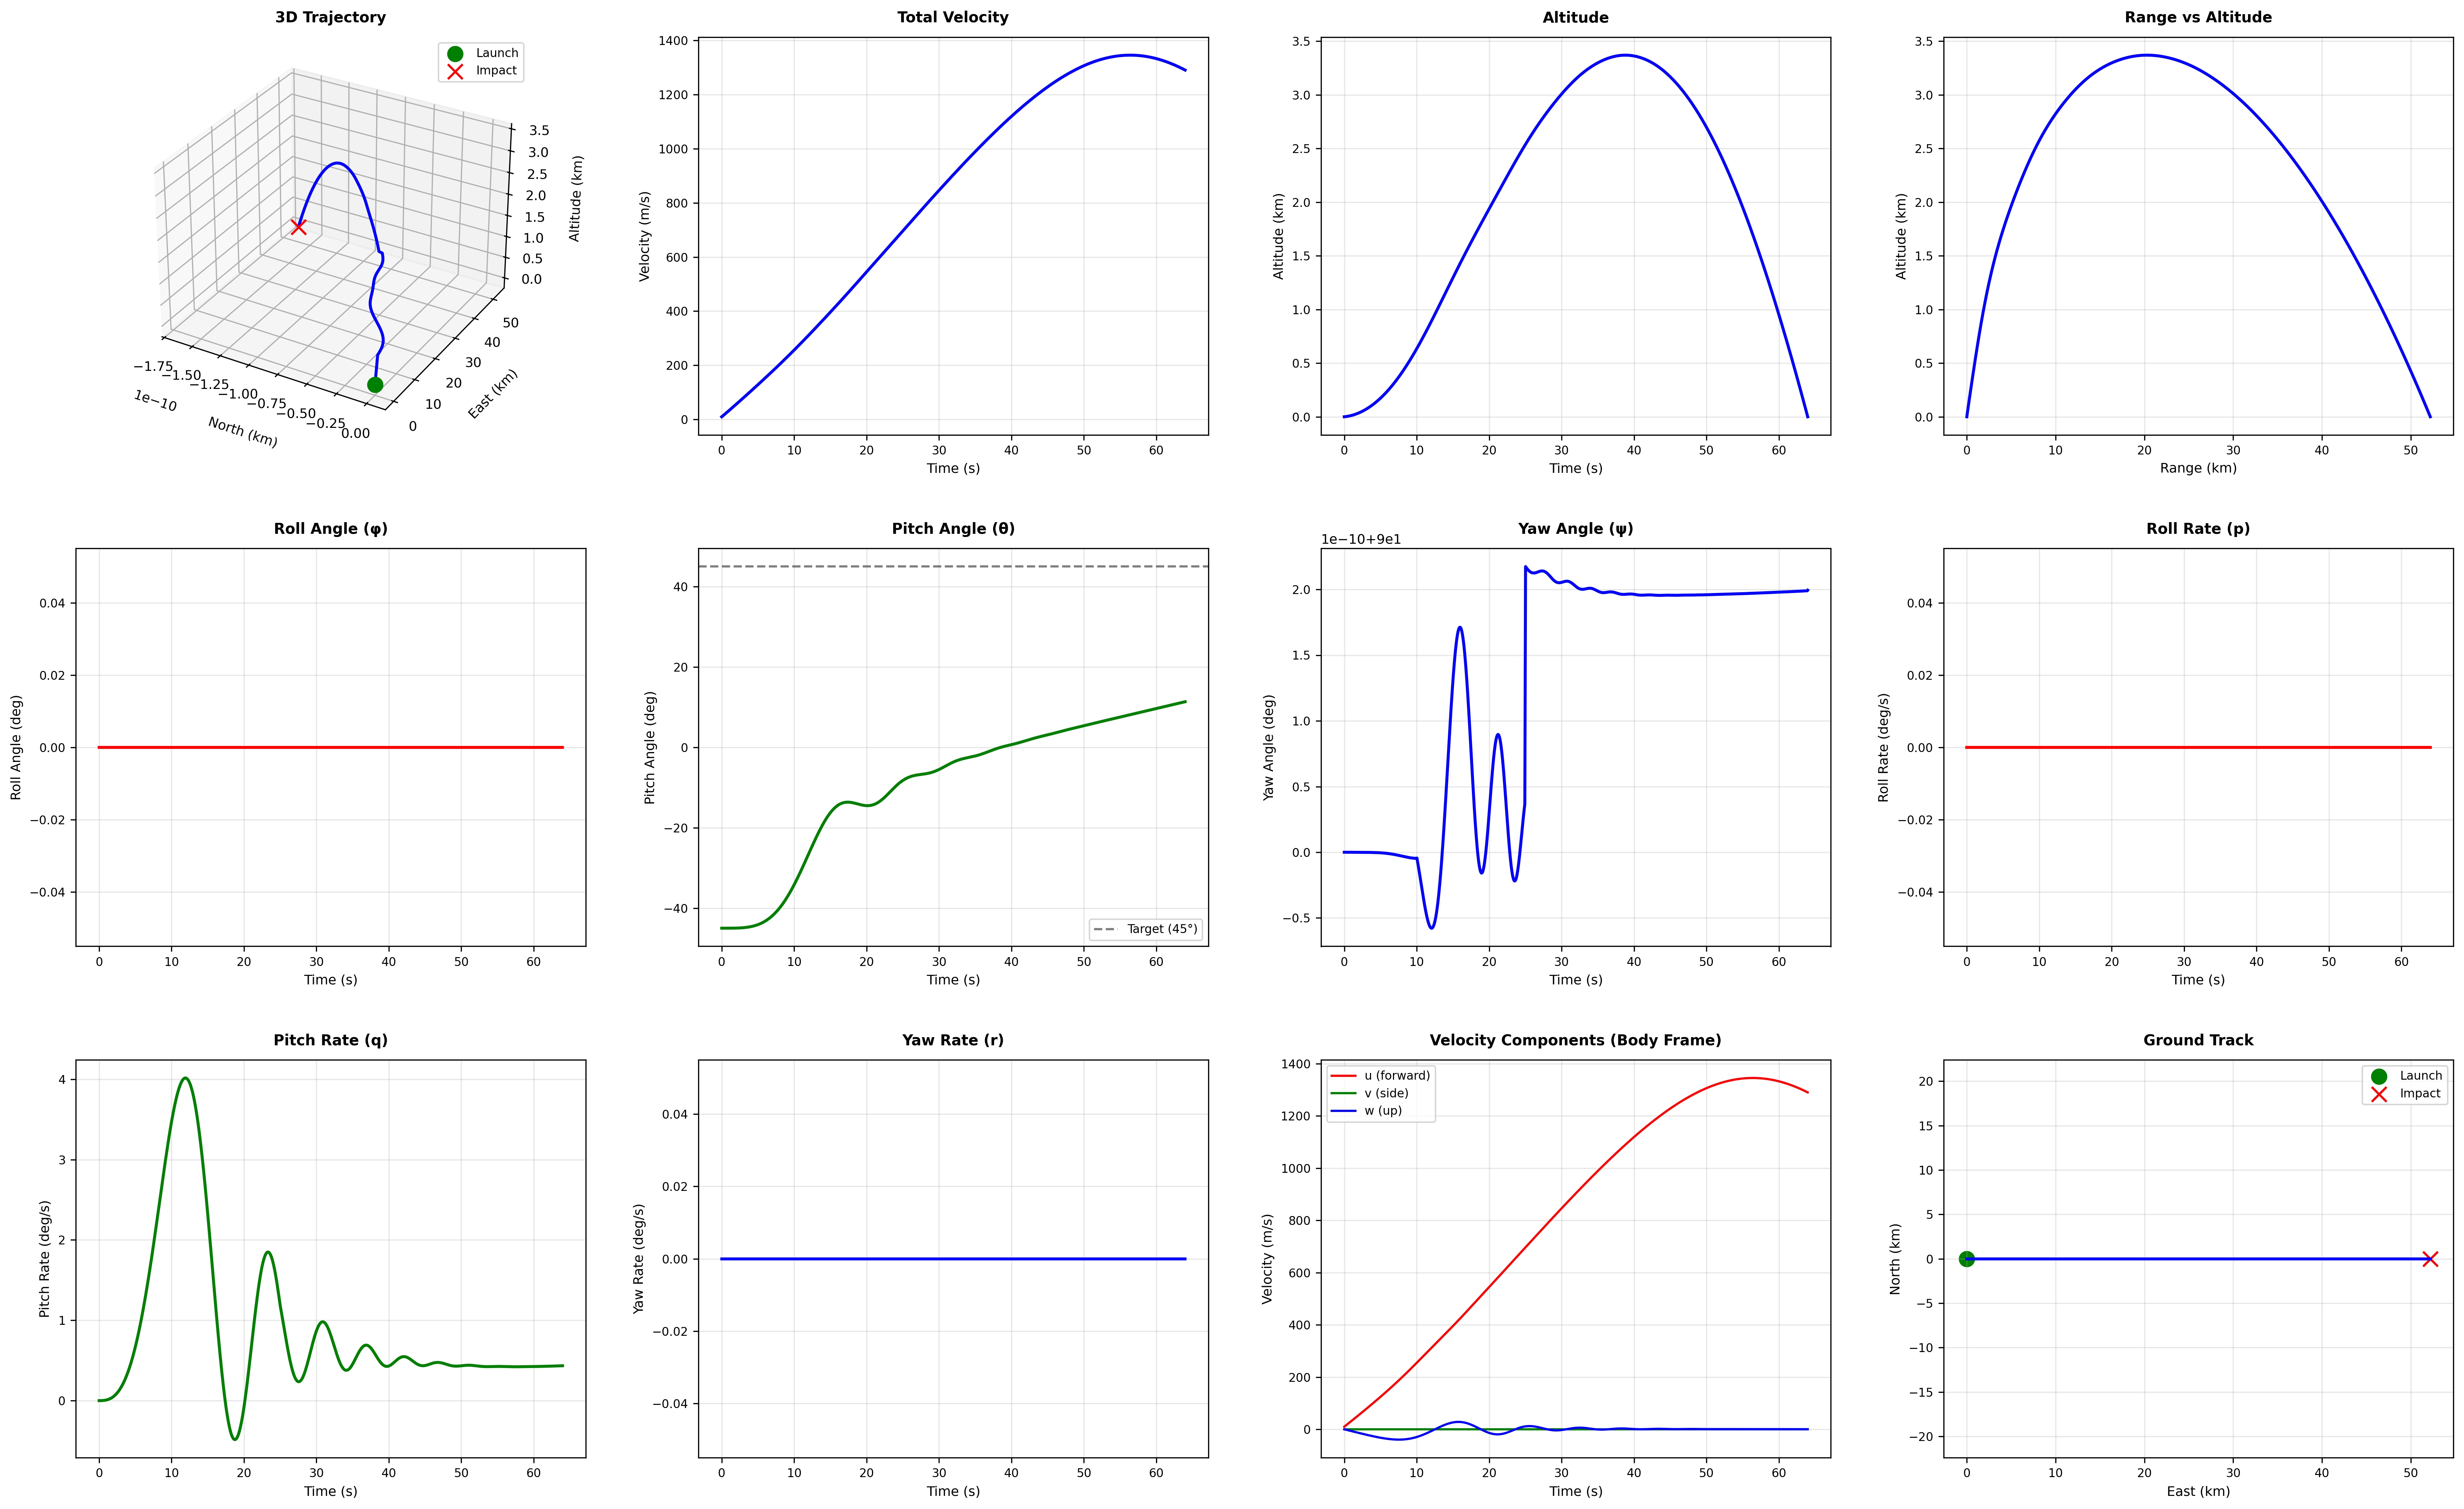 3D Trajectory
Launch
Impact
3.5
3.0
2.5
2.0
1.5
1.0
0.5
0.0
Altitude (km)
50
40
30
20
10
0
East (km)
−1.75
−1.50
−1.25
−1.00
−0.75
−0.50
−0.25
0.00
1e−10
North (km)
Total Velocity
1400
1200
1000
800
600
400
200
0
Velocity (m/s)
0 10 20 30 40 50 60
Time (s)
Altitude
3.5
3.0
2.5
2.0
1.5
1.0
0.5
0.0
Altitude (km)
0 10 20 30 40 50 60
Time (s)
Range vs Altitude
3.5
3.0
2.5
2.0
1.5
1.0
0.5
0.0
Altitude (km)
0 10 20 30 40 50
Range (km)
Roll Angle (φ)
0.04
0.02
0.00
−0.02
−0.04
Roll Angle (deg)
0 10 20 30 40 50 60
Time (s)
Pitch Angle (θ)
40
20
0
−20
−40
Pitch Angle (deg)
Target (45°)
0 10 20 30 40 50 60
Time (s)
Yaw Angle (ψ)
1e−10+9e1
2.0
1.5
1.0
0.5
0.0
−0.5
Yaw Angle (deg)
0 10 20 30 40 50 60
Time (s)
Roll Rate (p)
0.04
0.02
0.00
−0.02
−0.04
Roll Rate (deg/s)
0 10 20 30 40 50 60
Time (s)
Pitch Rate (q)
4
3
2
1
0
Pitch Rate (deg/s)
0 10 20 30 40 50 60
Time (s)
Yaw Rate (r)
0.04
0.02
0.00
−0.02
−0.04
Yaw Rate (deg/s)
0 10 20 30 40 50 60
Time (s)
Velocity Components (Body Frame)
u (forward)
v (side)
w (up)
1400
1200
1000
800
600
400
200
0
Velocity (m/s)
0 10 20 30 40 50 60
Time (s)
Ground Track
Launch
Impact
20
15
10
5
0
−5
−10
−15
−20
North (km)
0 10 20 30 40 50
East (km)